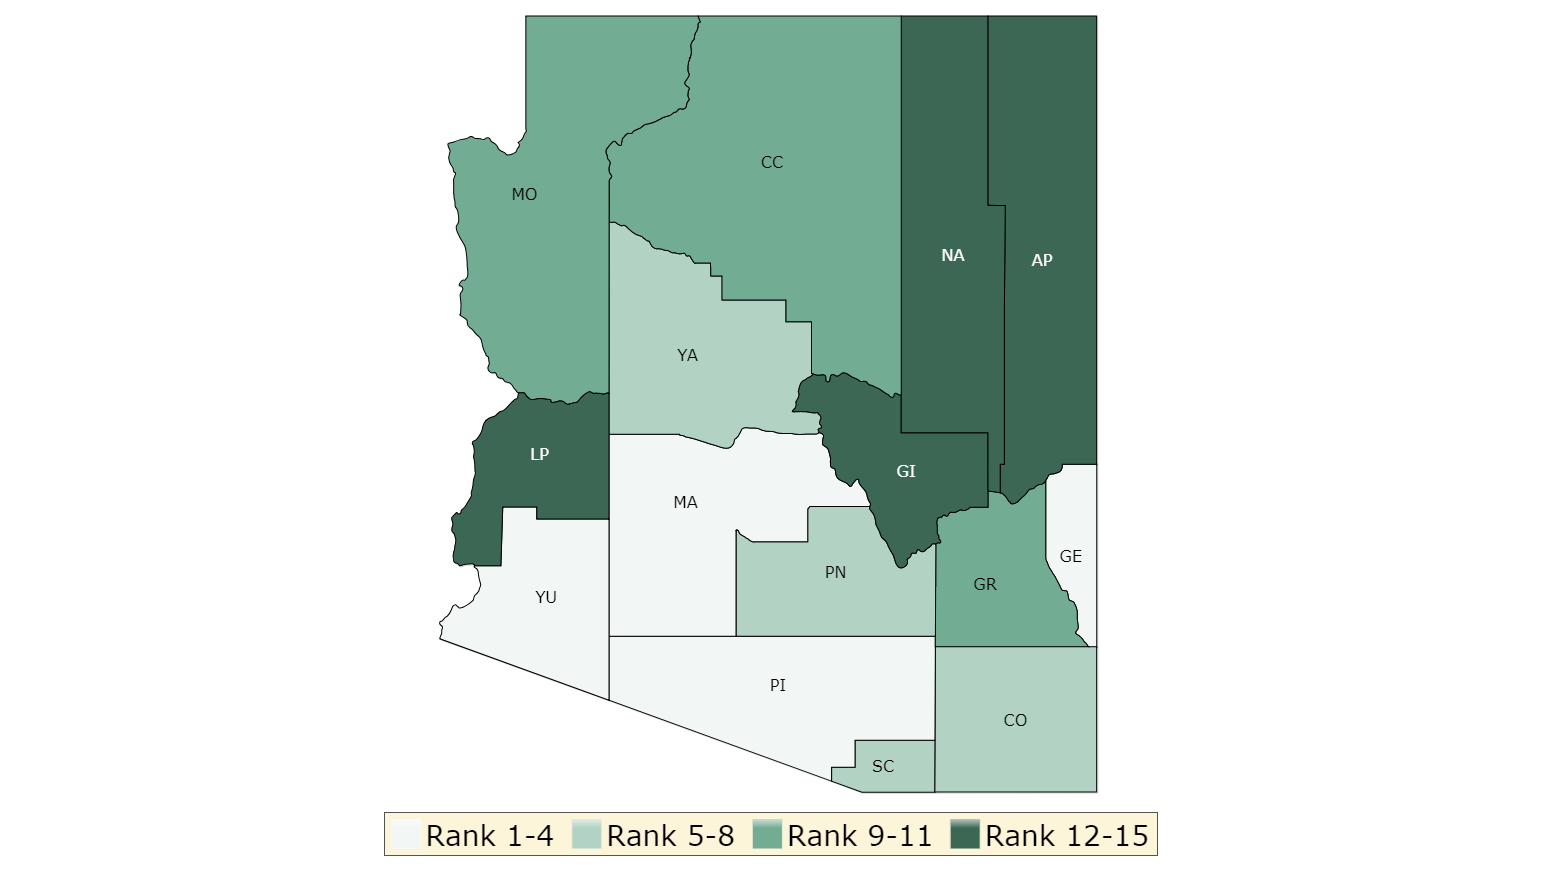 CC
MO
NA
AP
YA
LP
GI
MA
GE
PN
GR
YU
PI
CO
SC
Rank 1-4 Rank 5-8 Rank 9-11 Rank 12-15